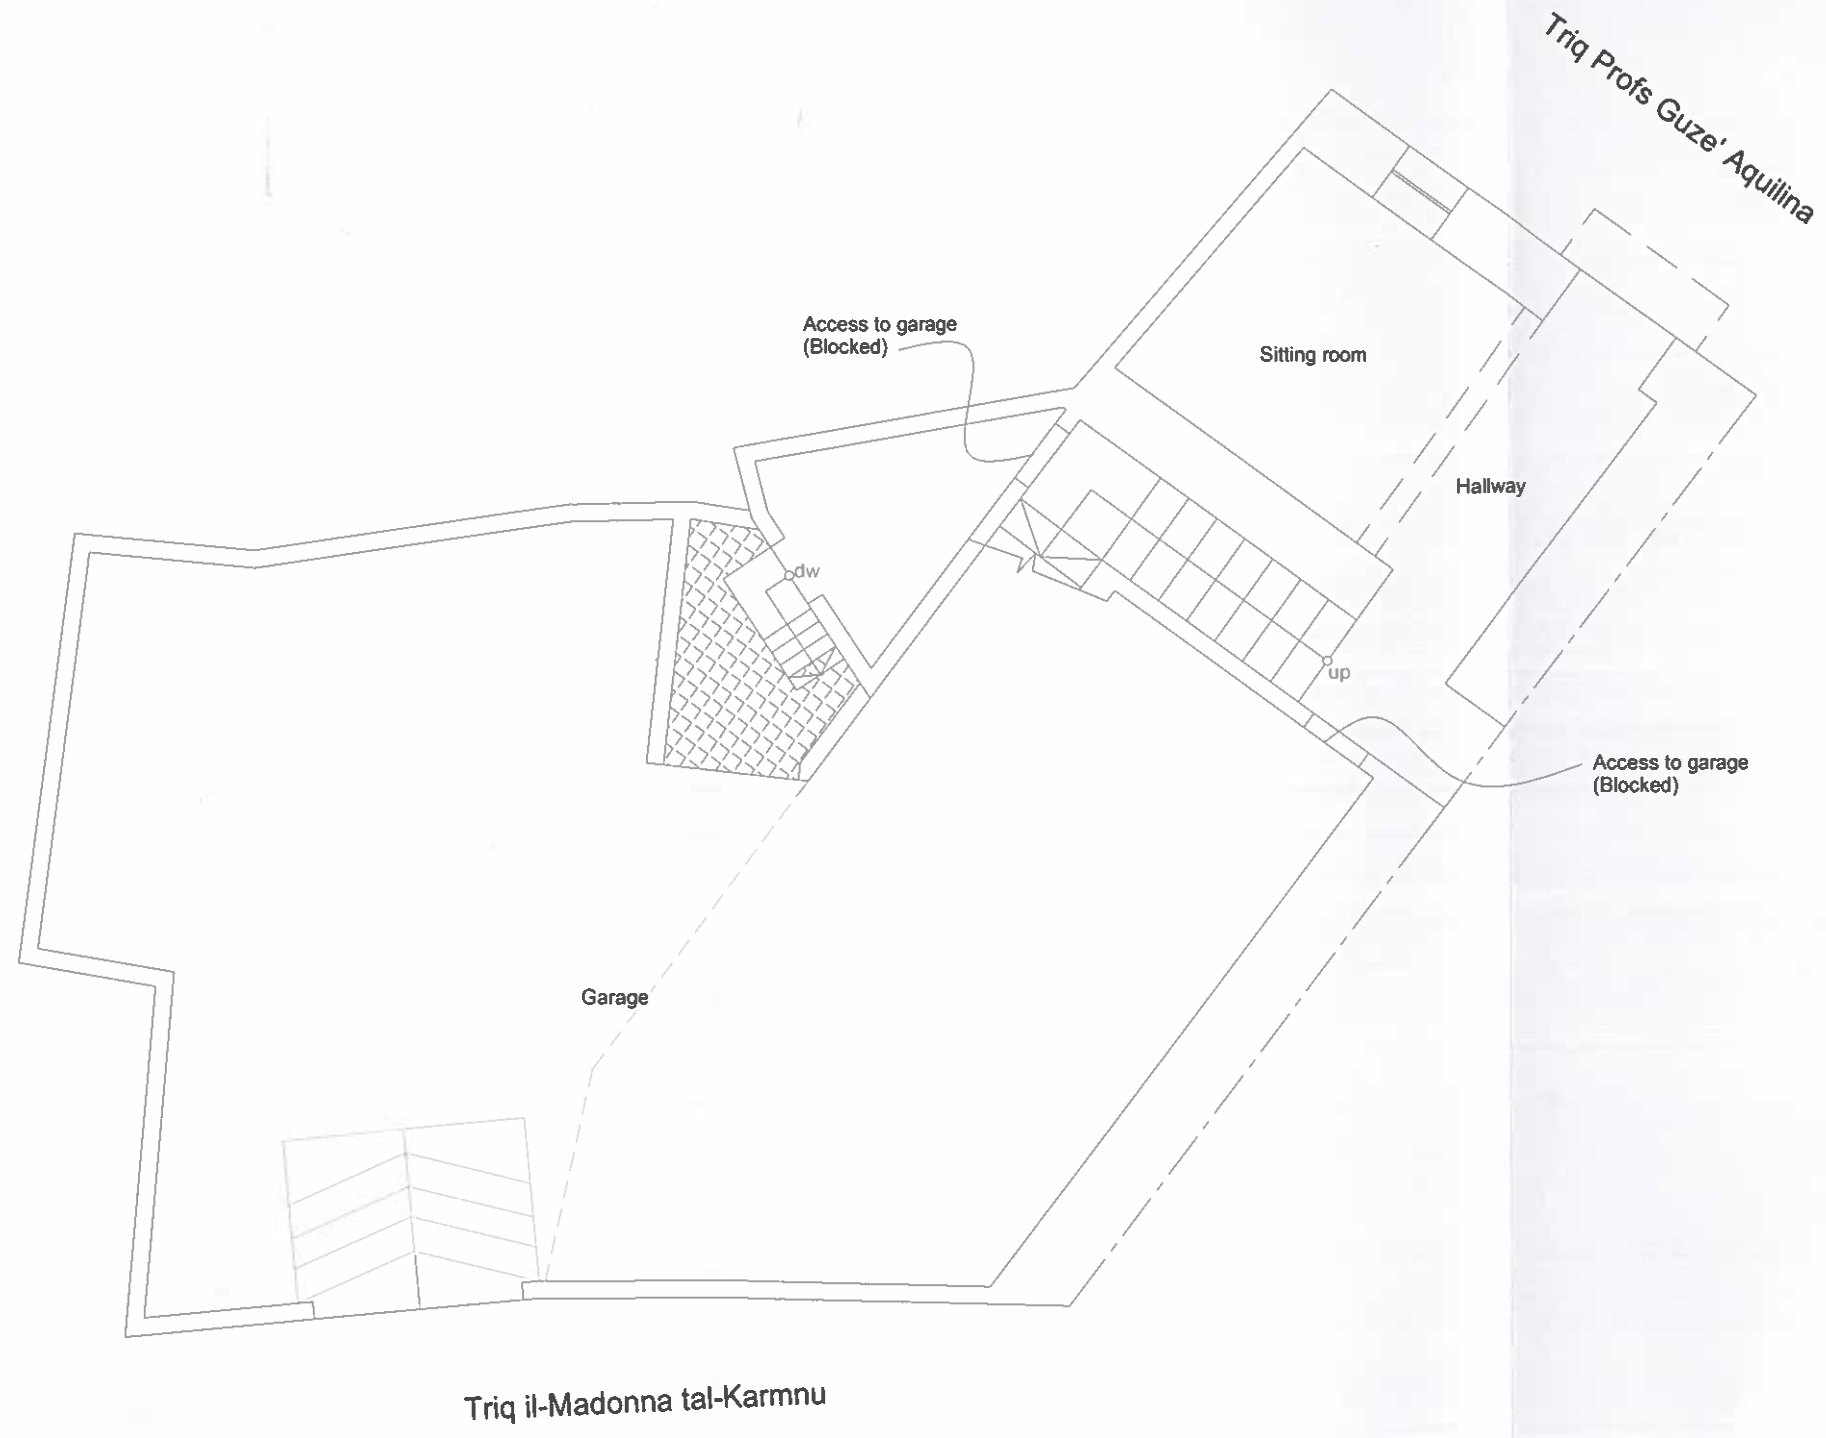 Triq Profs Guze' Aquilina
Access to garage
(Blocked)
Sitting room
Hallway
dw
up
Access to garage
(Blocked)
Garage
Triq il-Madonna tal-Karmnu